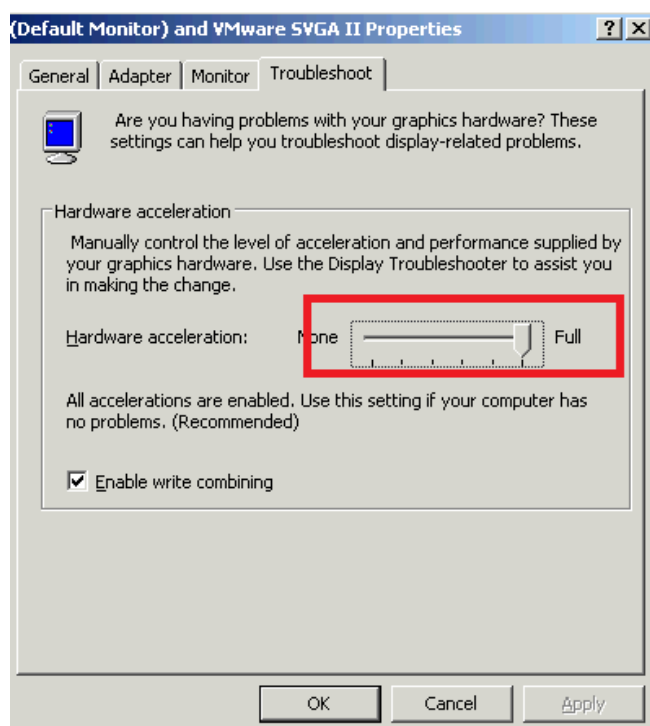 (Default Monitor) and VMware SVGA II Properties
General Adapter Monitor Troubleshoot
Are you having problems with your graphics hardware? These
settings can help you troubleshoot display-related problems.
Hardware acceleration
Manually control the level of acceleration and performance supplied by
your graphics hardware. Use the Display Troubleshooter to assist you
in making the change.
Hardware acceleration: None Full
All accelerations are enabled. Use this setting if your computer has
no problems. (Recommended)
Enable write combining
OK Cancel Apply